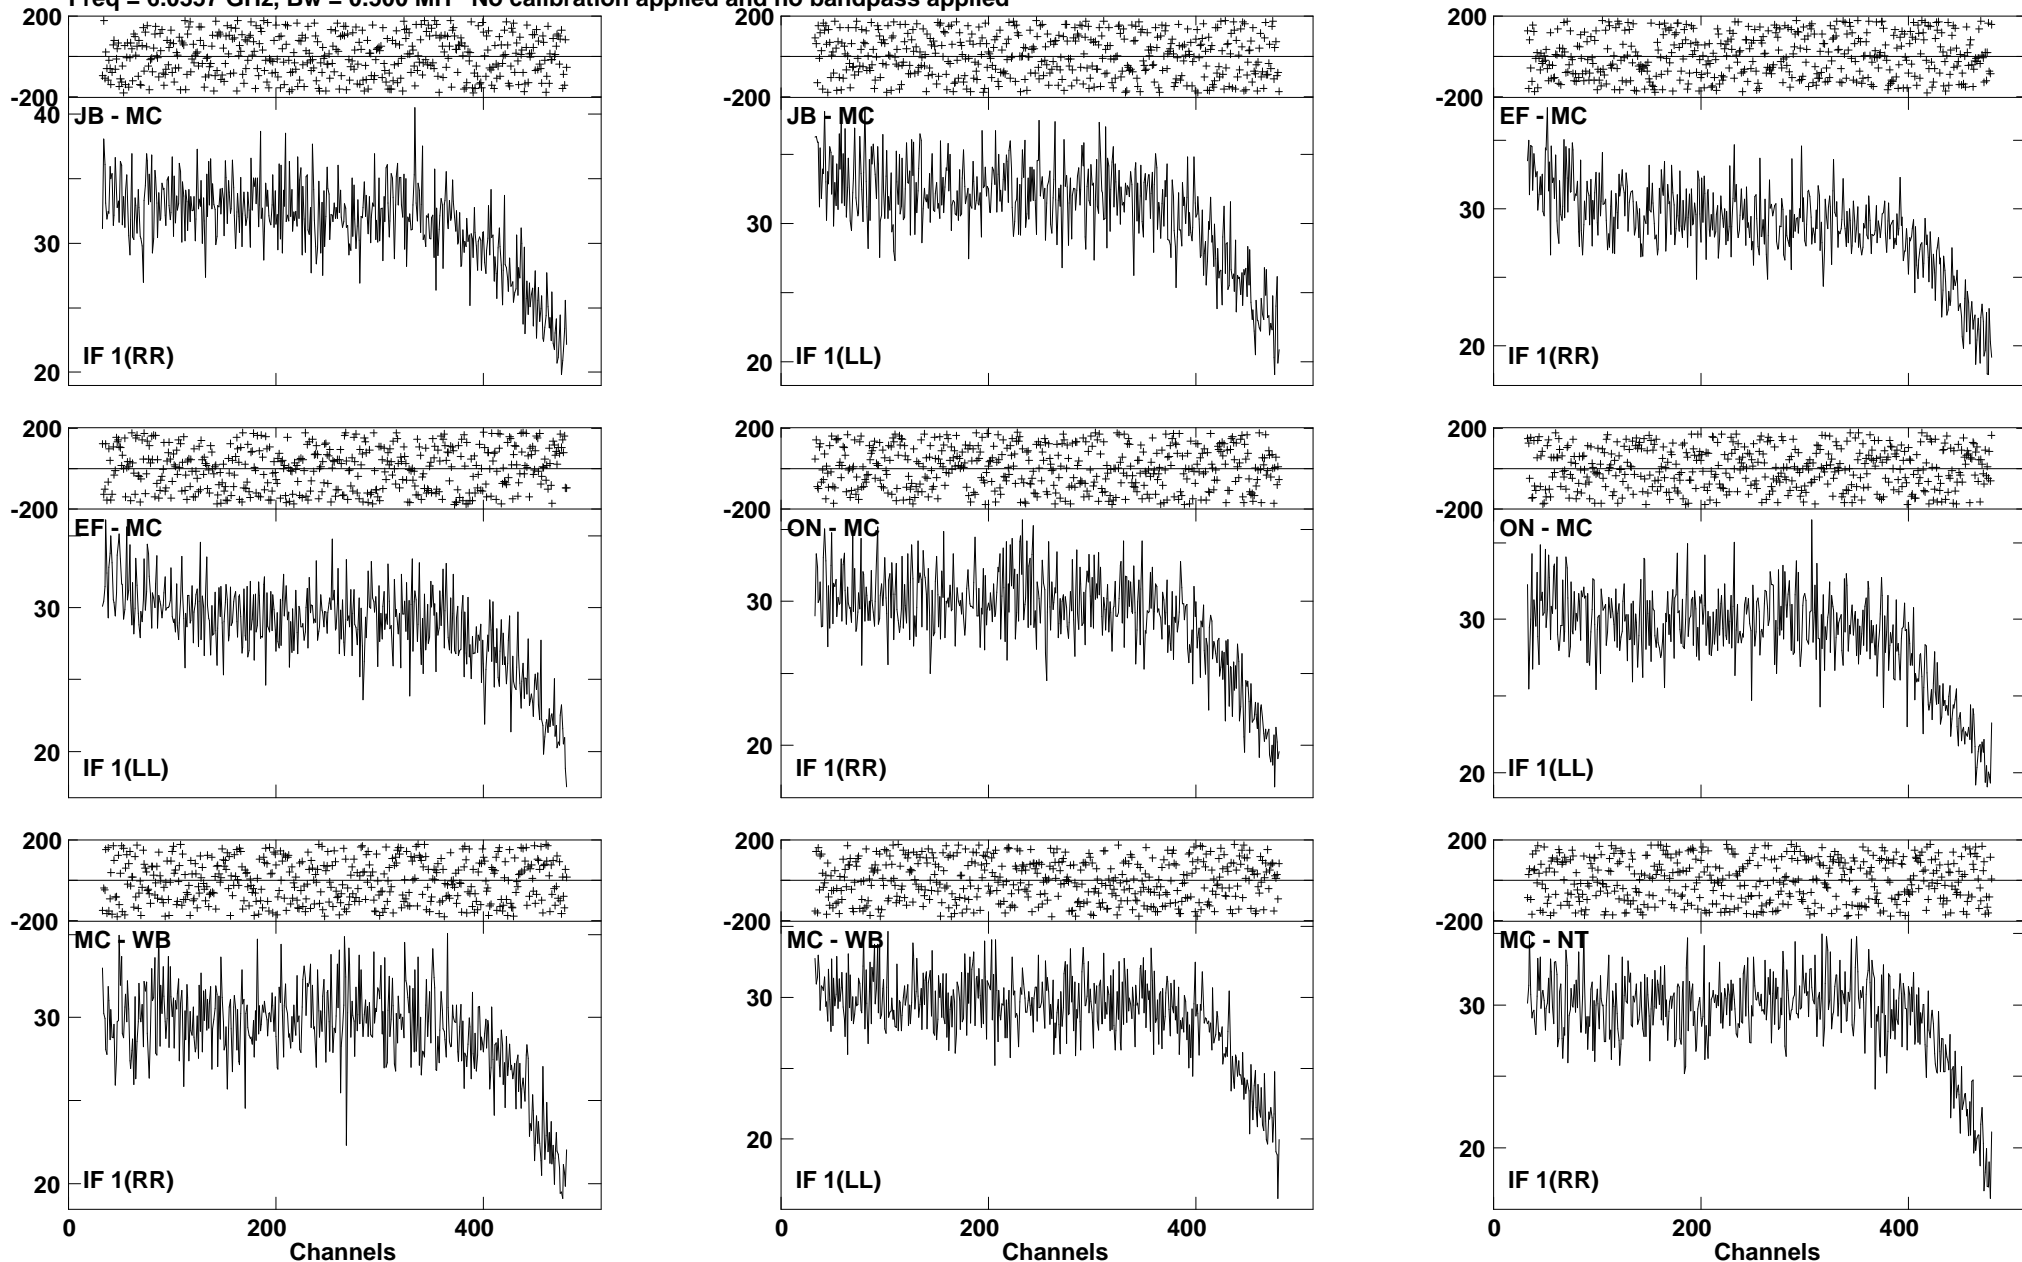 Freq = 6.0357 GHz, Bw = 0.500 MH No calibration applied and no bandpass applied
200 200 200
-200 -200 -200
40
JB - MC JB - MC EF - MC
30 30 30
20 20 20
IF 1(RR) IF 1(LL) IF 1(RR)
200 200 200
-200 -200 -200
EF - MC ON - MC ON - MC
30 30 30
20 20 20
IF 1(LL) IF 1(RR) IF 1(LL)
200 200 200
-200 -200 -200
MC - WB MC - WB MC - NT
30 30 30
20 20 20
IF 1(RR) IF 1(LL) IF 1(RR)
0 200 400 0 200 400 0 200 400
Channels Channels Channels